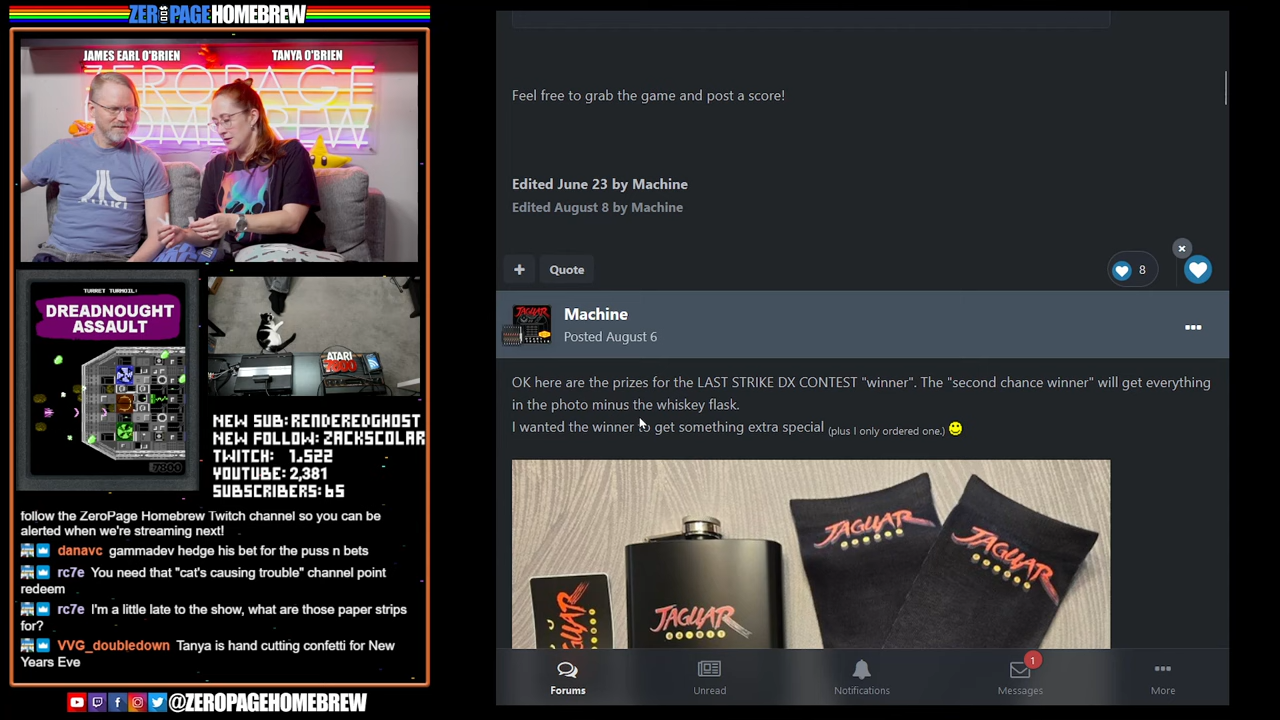 ZEROPAGE HOMEBREW
JAMES EARL O'BRIEN
TANYA O'BRIEN
ZEROPAGE
HOMEBREW
ATARI
TURRET TURMOIL!
DREADNOUGHT
ASSAULT
7800
ATARI
7800
NEW SUB: RENDEREDGHOST
NEW FOLLOW: ZACKSCOLAR
TWITCH: 1,522
YOUTUBE: 2,381
SUBSCRIBERS: 65
follow the ZeroPage Homebrew Twitch channel so you can be
alerted when we're streaming next!
danavc gammadev hedge his bet for the puss n bets
rc7e You need that "cat's causing trouble" channel point
redeem
rc7e I'm a little late to the show, what are those paper strips
for?
VVG_doubledown Tanya is hand cutting confetti for New
Years Eve
@ZEROPAGEHOMEBREW
Feel free to grab the game and post a score!
Edited June 23 by Machine
Edited August 8 by Machine
+ Quote
8
Machine
Posted August 6
OK here are the prizes for the LAST STRIKE DX CONTEST "winner". The "second chance winner" will get everything
in the photo minus the whiskey flask.
I wanted the winner to get something extra special (plus I only ordered one.)
JAGUAR
JAGUAR
JAGUAR
JAGUAR
Forums
Unread
Notifications
1
Messages
More